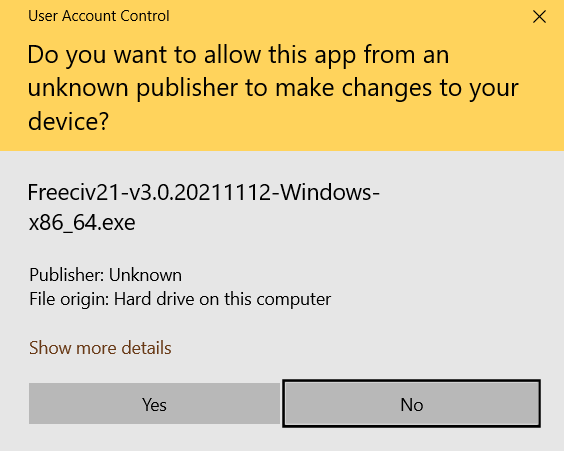 User Account Control
Do you want to allow this app from an
unknown publisher to make changes to your
device?
Freeciv21-v3.0.20211112-Windows-
x86_64.exe
Publisher: Unknown
File origin: Hard drive on this computer
Show more details
Yes
No